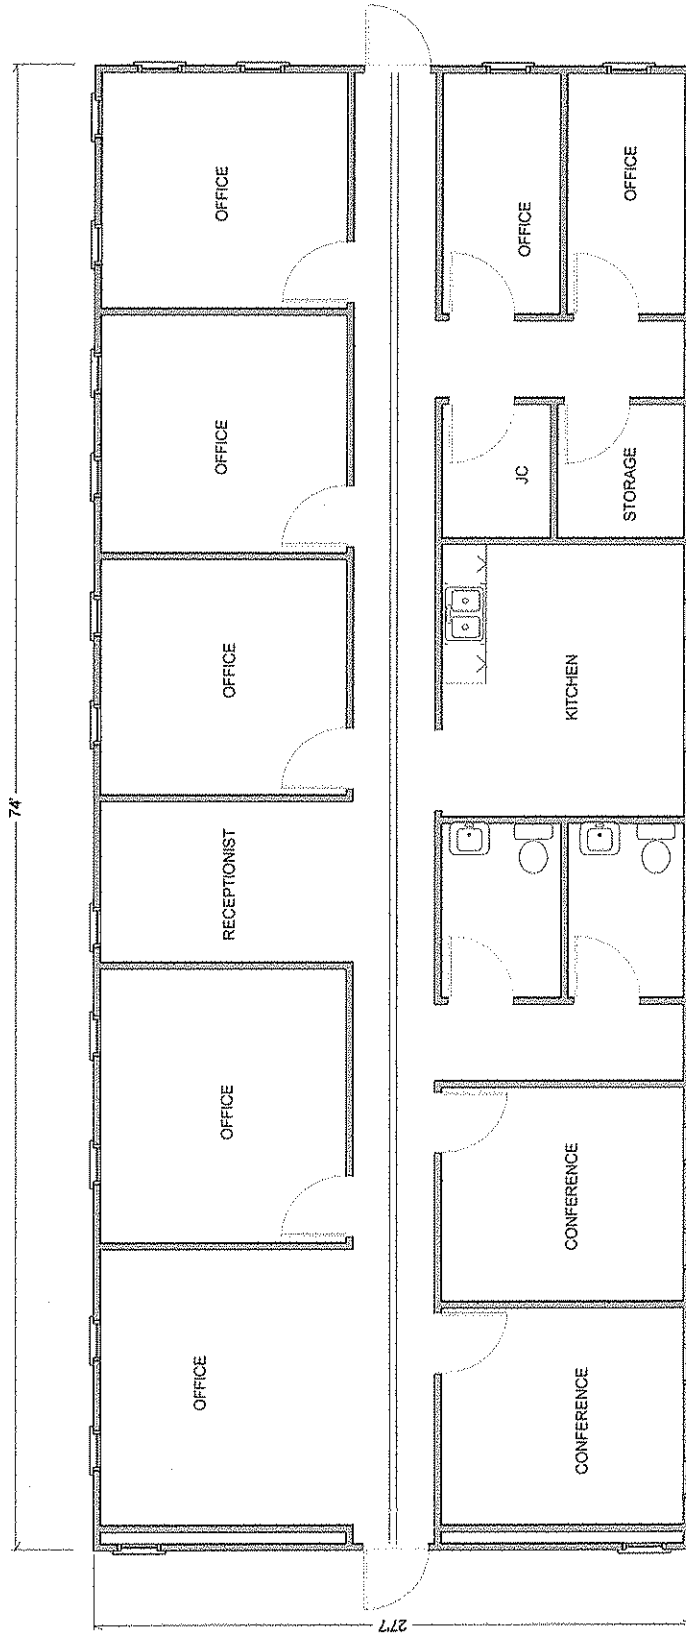 74'
OFFICE
OFFICE
RECEPTIONIST
OFFICE
OFFICE
OFFICE
27'7
CONFERENCE
CONFERENCE
KITCHEN
JC
STORAGE
OFFICE
OFFICE